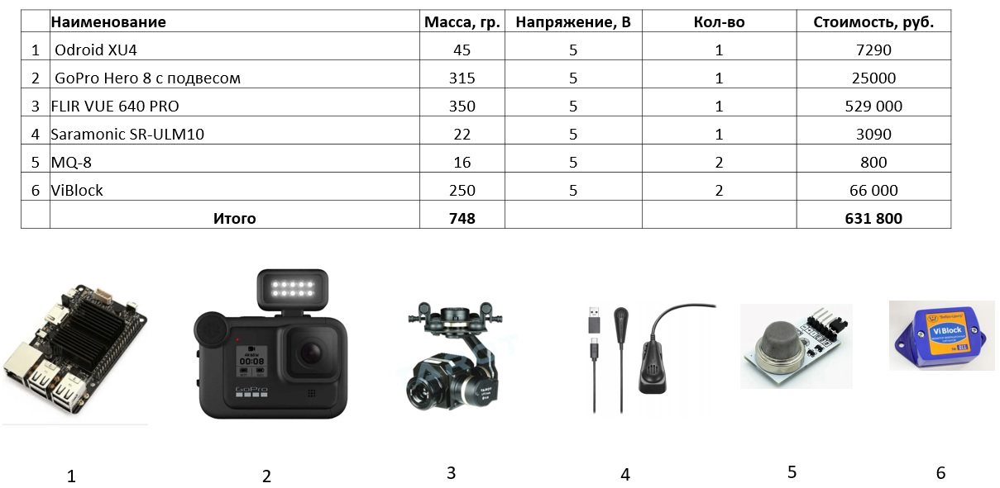 Наименование Масса, гр. Напряжение, В Кол-во Стоимость, руб.
1 Odroid XU4 45 5 1 7290
2 GoPro Hero 8 с подвесом 315 5 1 25000
3 FLIR VUE 640 PRO 350 5 1 529 000
4 Saramonic SR-ULM10 22 5 1 3090
5 MQ-8 16 5 2 800
6 ViBlock 250 5 2 66 000
Итого 748 631 800
00:08
GoPro
TAROT
ViBlock
1 2 3 4 5 6